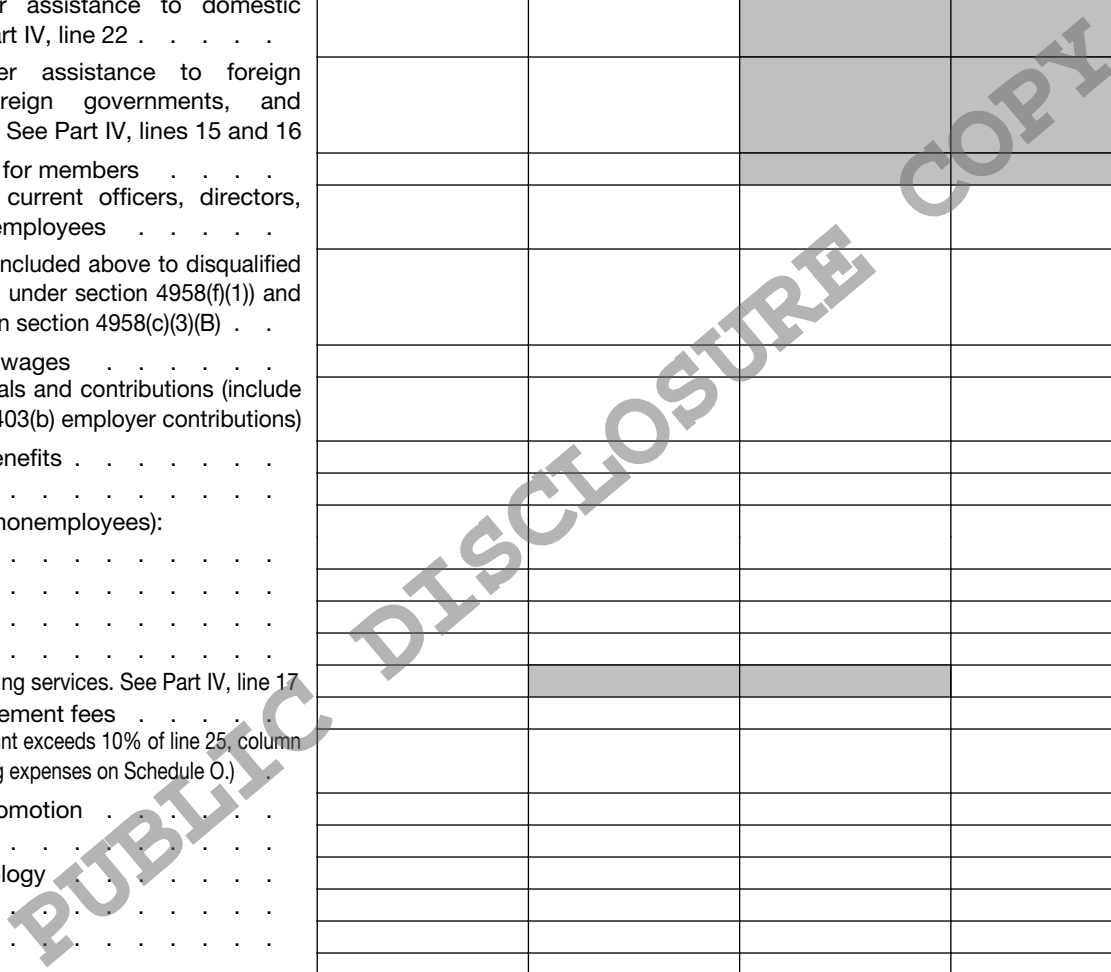 r assistance to domestic
rt IV, line 22 . . . . .
er assistance to foreign
reign governments, and
See Part IV, lines 15 and 16
for members . . . .
current officers, directors,
employees . . . . .
included above to disqualified
under section 4958(f)(1)) and
n section 4958(c)(3)(B) . .
wages . . . . . .
als and contributions (include
403(b) employer contributions)
enefits . . . . . . .
. . . . . . . . .
nonemployees):
. . . . . . . . .
. . . . . . . . .
. . . . . . . . .
. . . . . . . . .
ng services. See Part IV, line 17
ement fees . . . . .
nt exceeds 10% of line 25, column
g expenses on Schedule O.) .
omotion . . . . . .
. . . . . . . . .
logy . . . . . . .
. . . . . . . . .
. . . . . . . . .
PUBLIC DISCLOSURE COPY